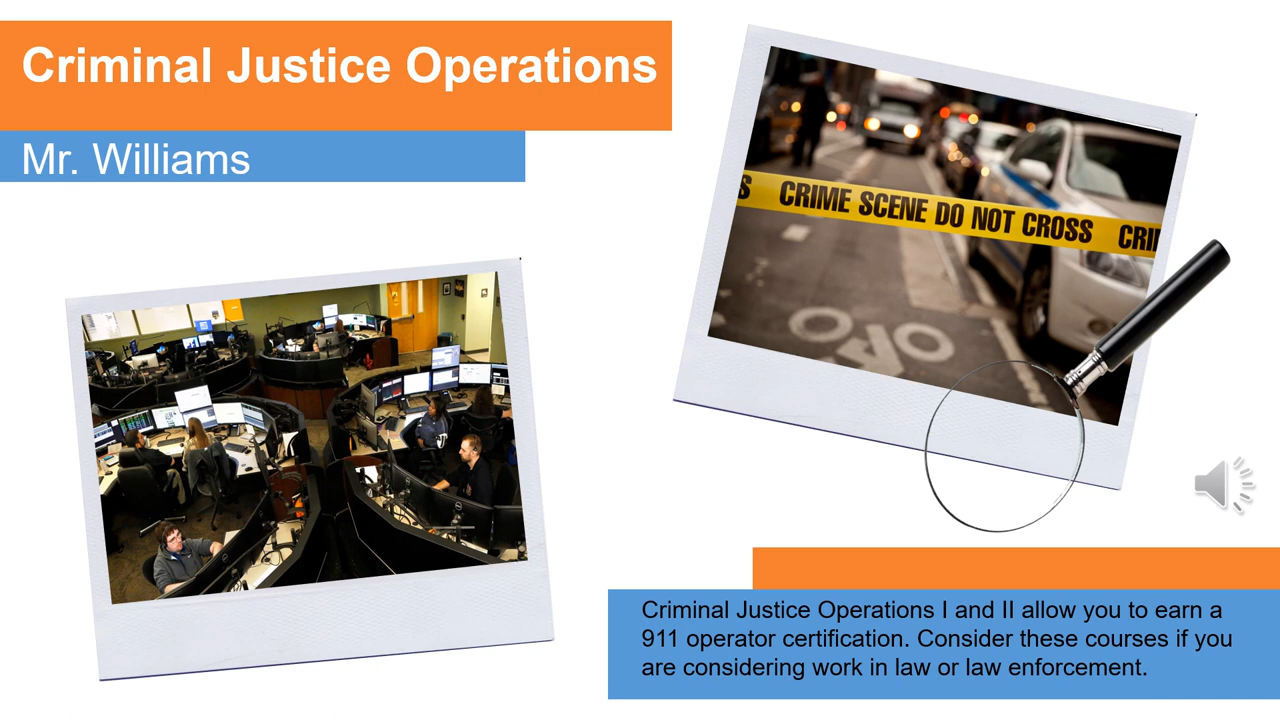 Criminal Justice Operations
Mr. Williams
S CRIME SCENE DO NOT CROSS CRI
Criminal Justice Operations I and II allow you to earn a
911 operator certification. Consider these courses if you
are considering work in law or law enforcement.